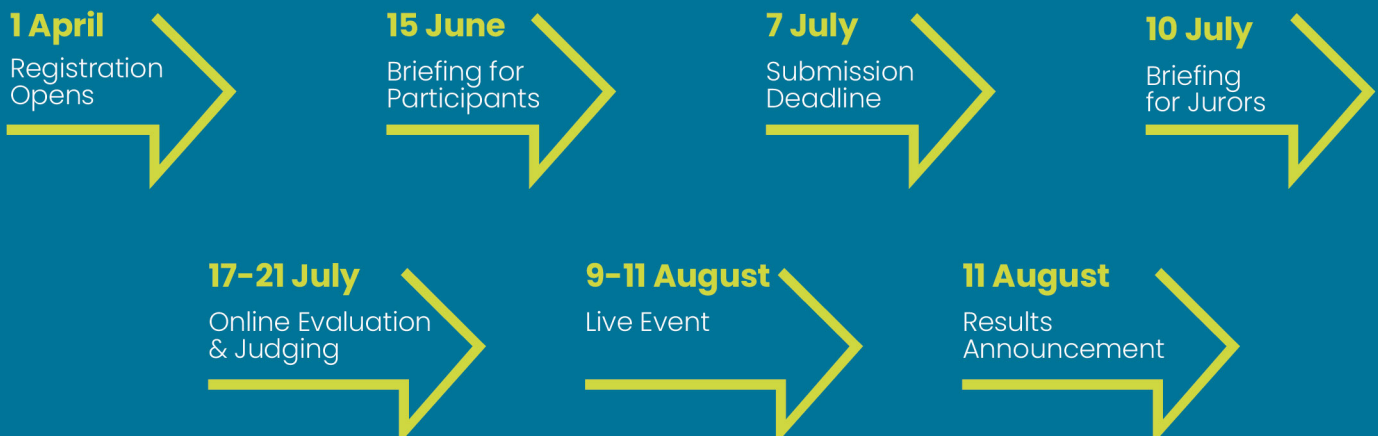 1 April
Registration
Opens
15 June
Briefing for
Participants
7 July
Submission
Deadline
10 July
Briefing
for Jurors
17-21 July
Online Evaluation
& Judging
9-11 August
Live Event
11 August
Results
Announcement